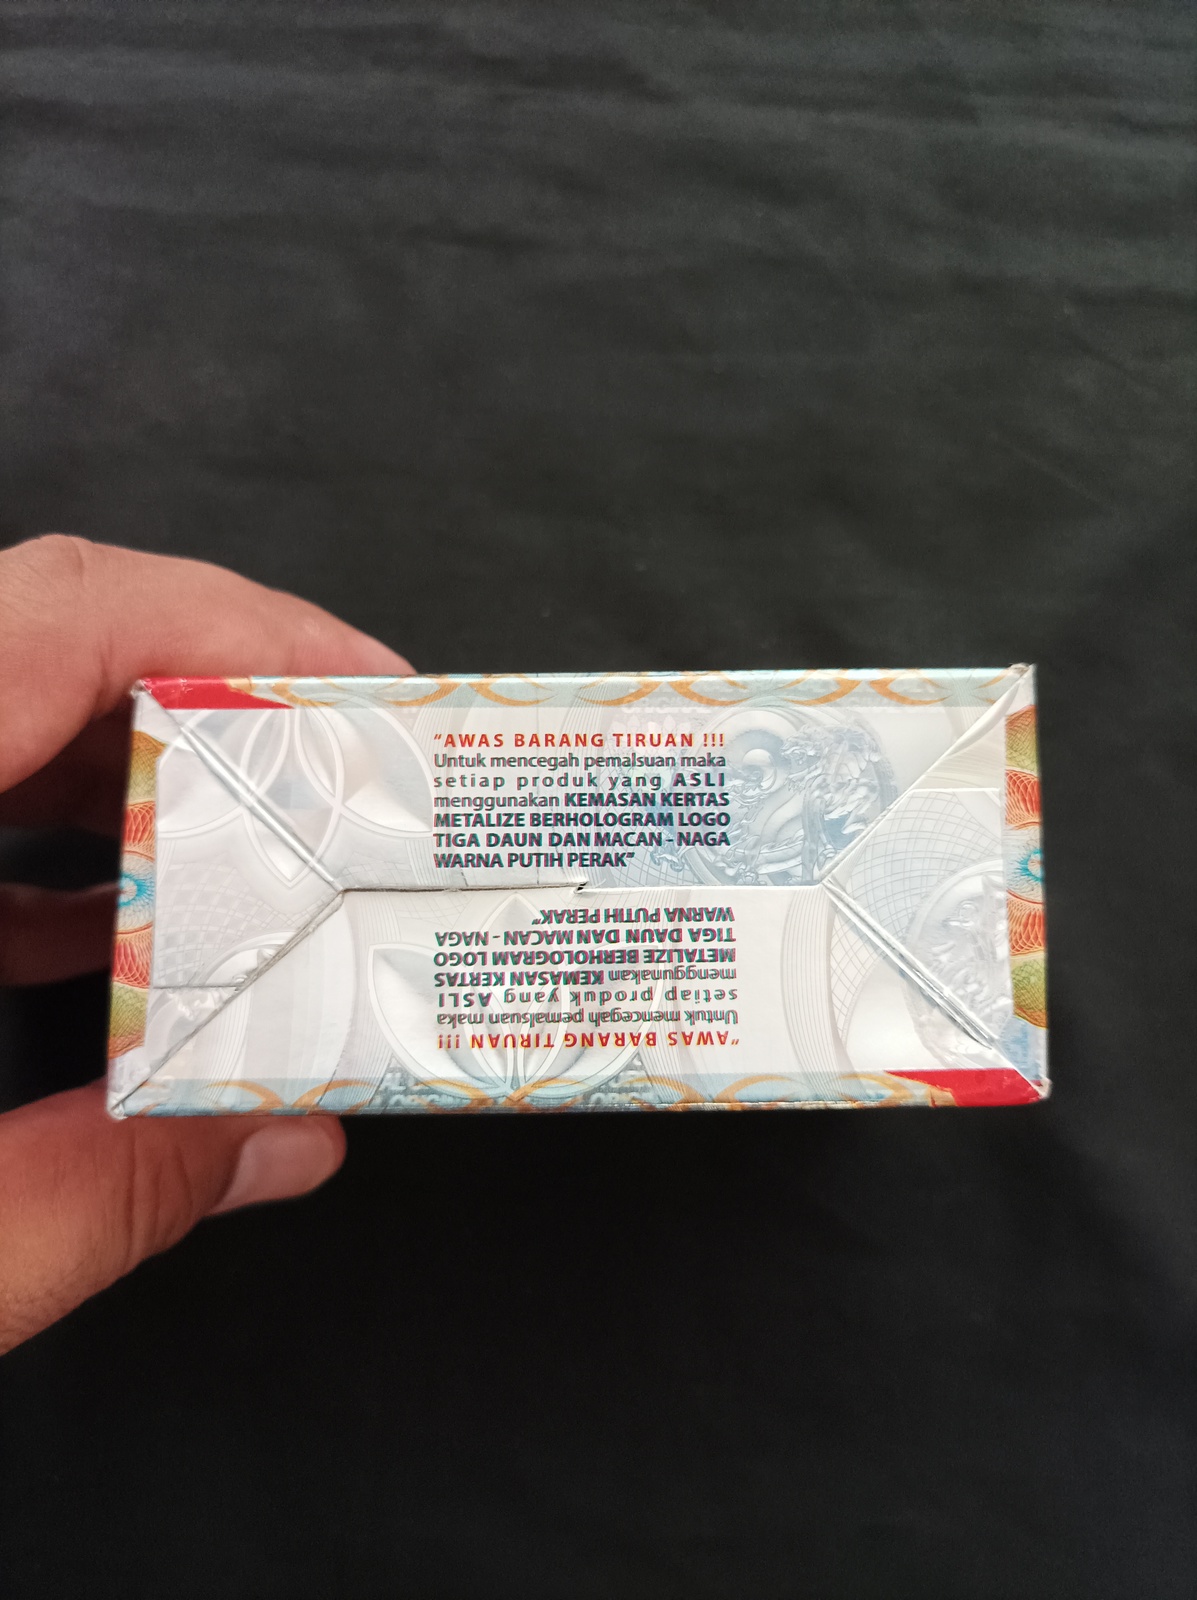 "AWAS BARANG TIRUAN !!!
Untuk mencegah pemalsuan maka
setiap produk yang ASLI
menggunakan KEMASAN KERTAS
METALIZE BERHOLOGRAM LOGO
TIGA DAUN DAN MACAN - NAGA
WARNA PUTIH PERAK"
"AWAS BARANG TIRUAN !!!
Untuk mencegah pemalsuan maka
setiap produk yang ASLI
menggunakan KEMASAN KERTAS
METALIZE BERHOLOGRAM LOGO
TIGA DAUN DAN MACAN - NAGA
WARNA PUTIH PERAK"